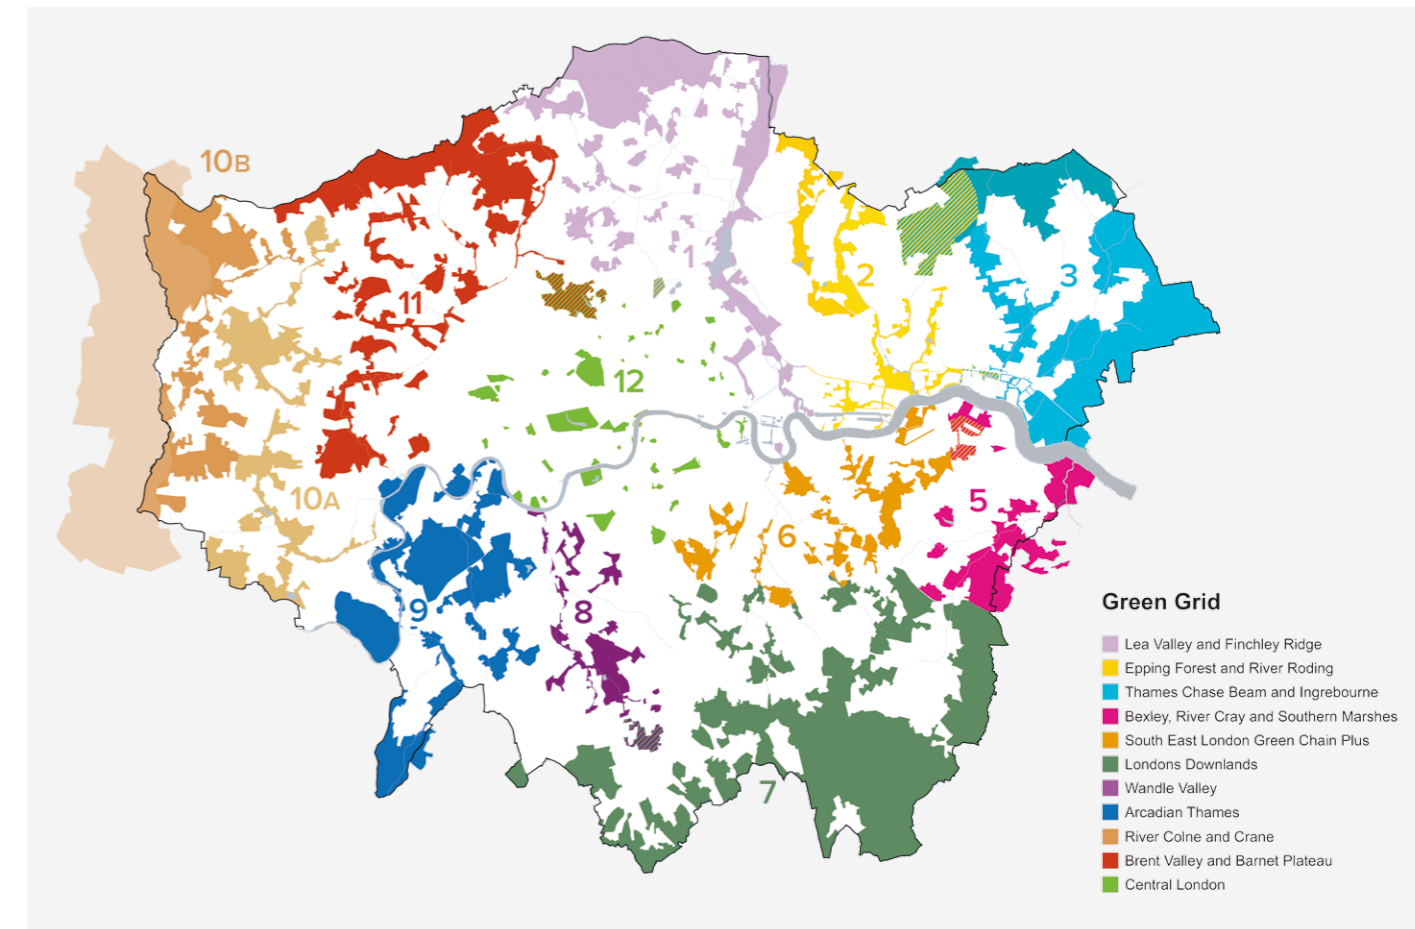 10B
1
2
3
11
12
10A
5
6
9
8
7
Green Grid
Lea Valley and Finchley Ridge
Epping Forest and River Roding
Thames Chase Beam and Ingrebourne
Bexley, River Cray and Southern Marshes
South East London Green Chain Plus
Londons Downlands
Wandle Valley
Arcadian Thames
River Colne and Crane
Brent Valley and Barnet Plateau
Central London